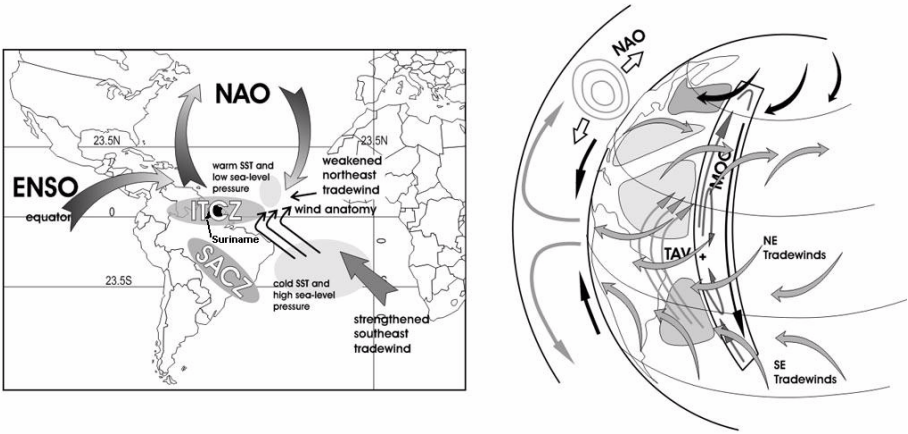 NAO
23.5N
23.5N
warm SST and
low sea-level
pressure
weakened
northeast
tradewind
ENSO
equator
0
ITCZ
wind anatomy
Suriname
SACZ
23.5S
S
cold SST and
high sea-level
pressure
strengthened
southeast
tradewind
NAO
MOC
TAV
+
NE
Tradewinds
SE
Tradewinds